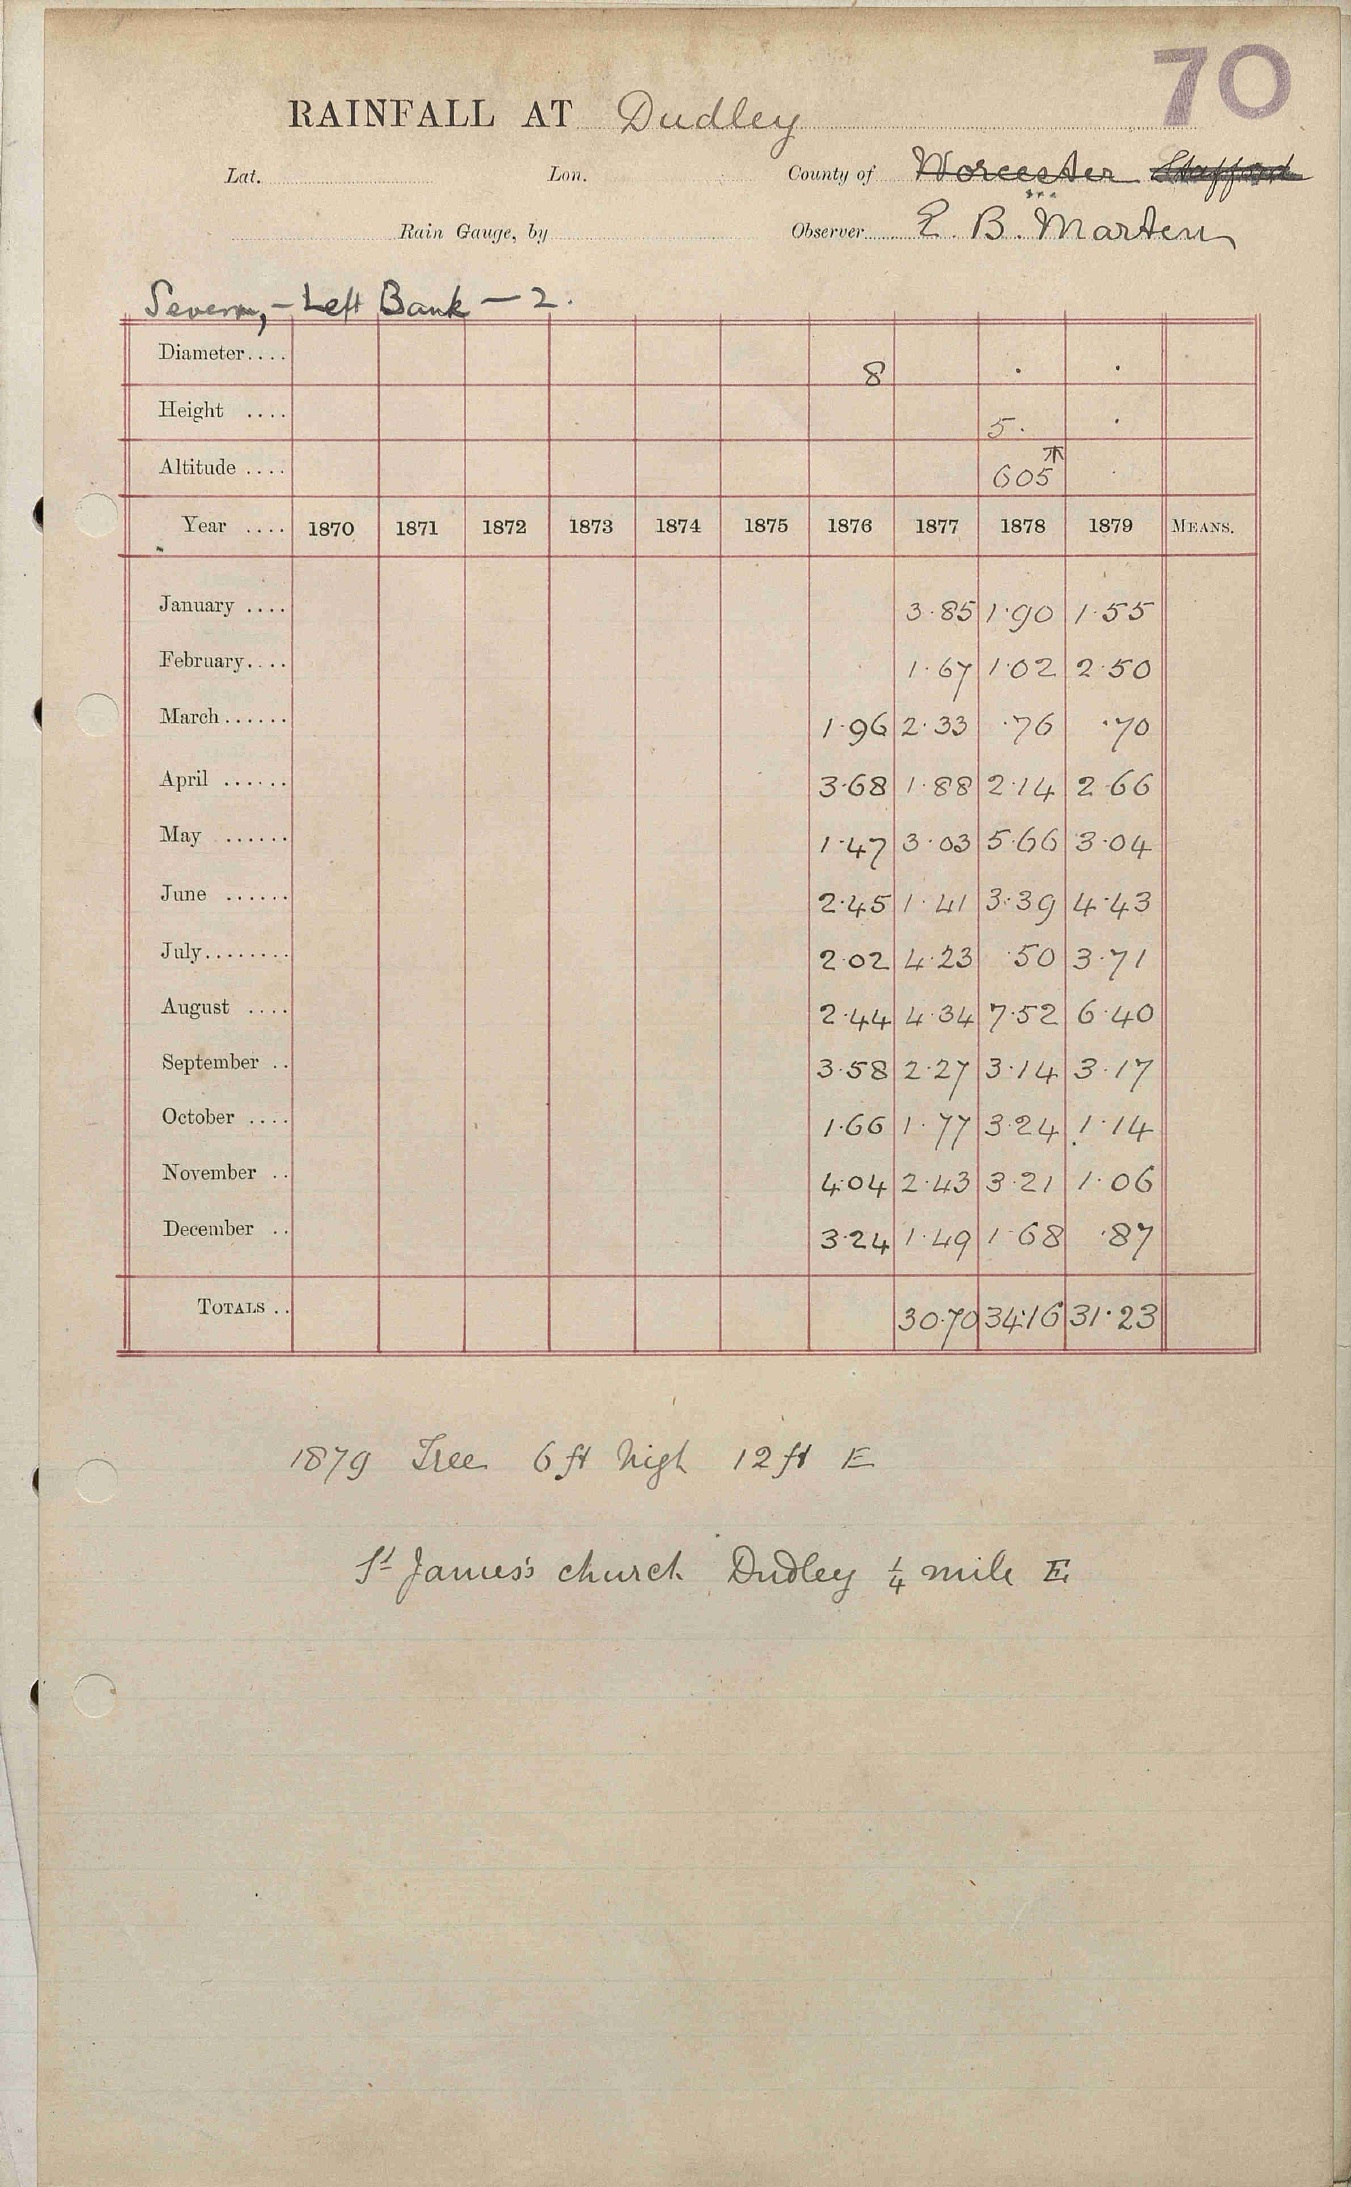 70
RAINFALL AT Dudley
Lat. Lon. County of Worcester Stafford
Rain Gauge, by Observer E. B. Marten
Severn, - Left Bank - 2.
Diameter.... 8 . .
Height .... 5. .
Altitude .... 605
Year .... 1870 1871 1872 1873 1874 1875 1876 1877 1878 1879 MEANS.
January .... 3.85 1.90 1.55
February.... 1.67 1.02 2.50
March...... 1.96 2.33 .76 .70
April ...... 3.68 1.88 2.14 2.66
May ...... 1.47 3.03 5.66 3.04
June ...... 2.45 1.41 3.39 4.43
July........ 2.02 4.23 .50 3.71
August .... 2.44 4.34 7.52 6.40
September .. 3.58 2.27 3.14 3.17
October .... 1.66 1.77 3.24 1.14
November .. 4.04 2.43 3.21 1.06
December .. 3.24 1.49 1.68 .87
TOTALS .. 30.70 34.16 31.23
1879 Tree 6 ft high 12 ft E
St James's church Dudley 1/4 mile E